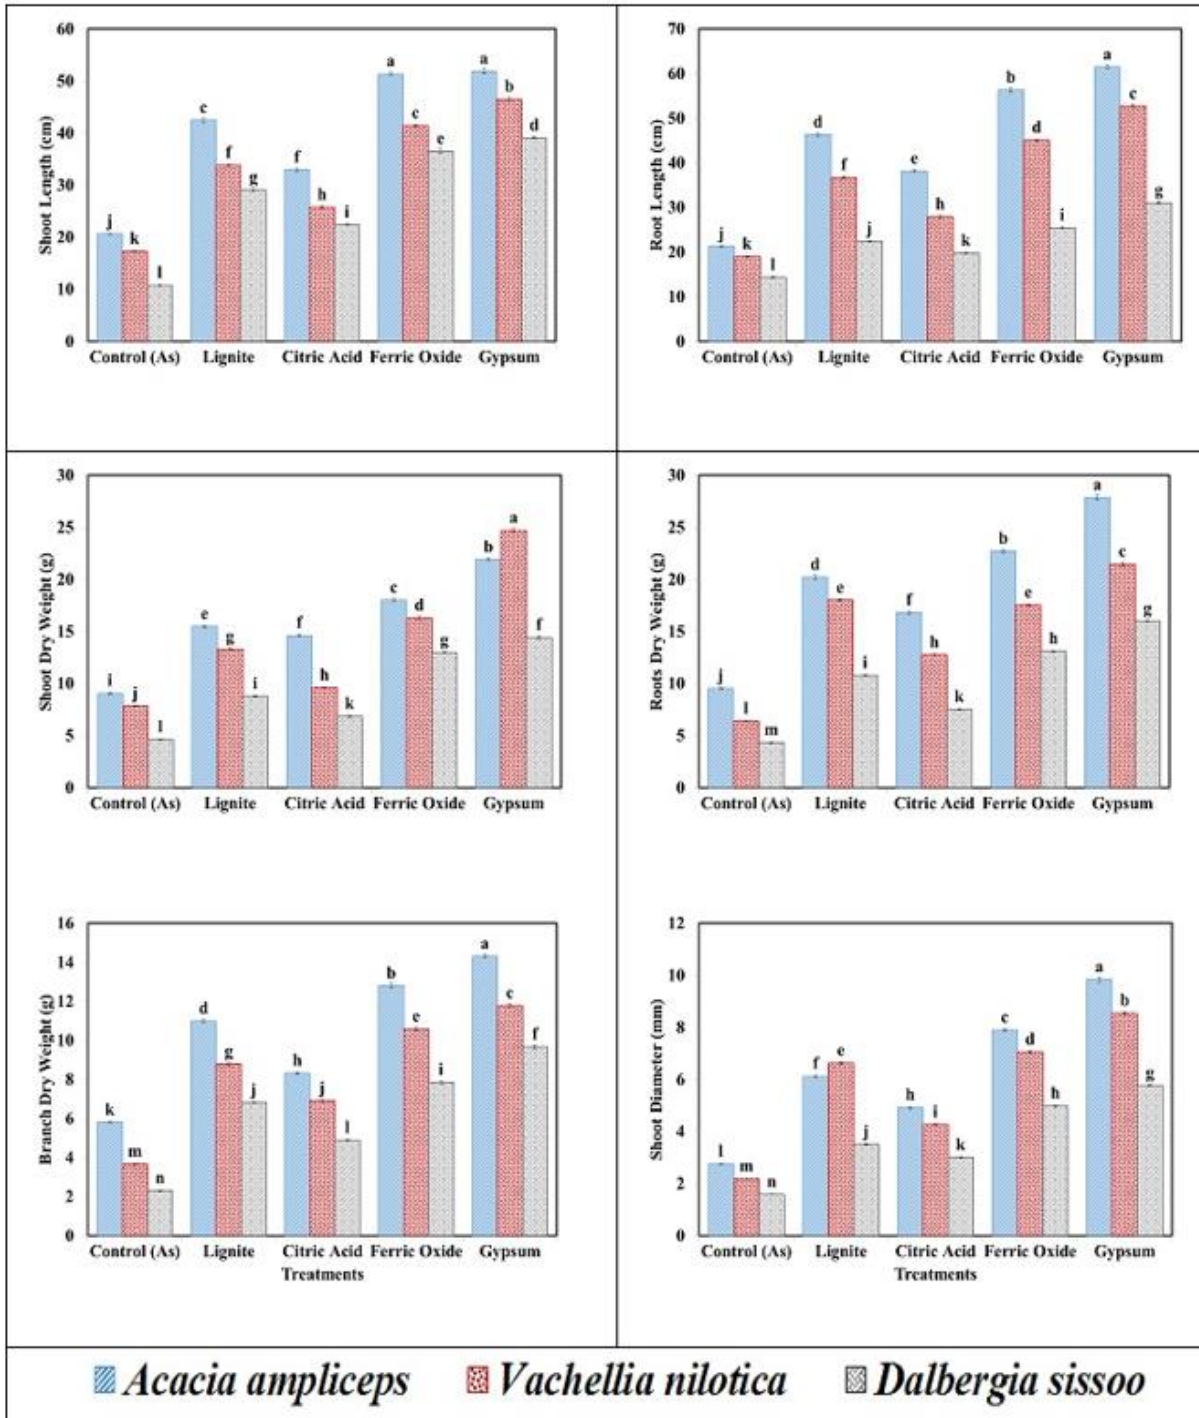 60
50
40
30
20
10
0
Shoot Length (cm)
j k l c f g f h i a c e a b d
Control (As) Lignite Citric Acid Ferric Oxide Gypsum
70
60
50
40
30
20
10
0
Root Length (cm)
j k l d f j e h k b d i a c g
Control (As) Lignite Citric Acid Ferric Oxide Gypsum
30
25
20
15
10
5
0
Shoot Dry Weight (g)
i j l e g i f h k c d g b a f
Control (As) Lignite Citric Acid Ferric Oxide Gypsum
30
25
20
15
10
5
0
Roots Dry Weight (g)
j l m d e i f h k b e h a c g
Control (As) Lignite Citric Acid Ferric Oxide Gypsum
16
14
12
10
8
6
4
2
0
Branch Dry Weight (g)
k m n d g j h j l b e i a c f
Control (As) Lignite Citric Acid Ferric Oxide Gypsum
Treatments
12
10
8
6
4
2
0
Shoot Diameter (mm)
l m n f e j h i k c d h a b g
Control (As) Lignite Citric Acid Ferric Oxide Gypsum
Treatments
Acacia ampliceps Vachellia nilotica Dalbergia sissoo